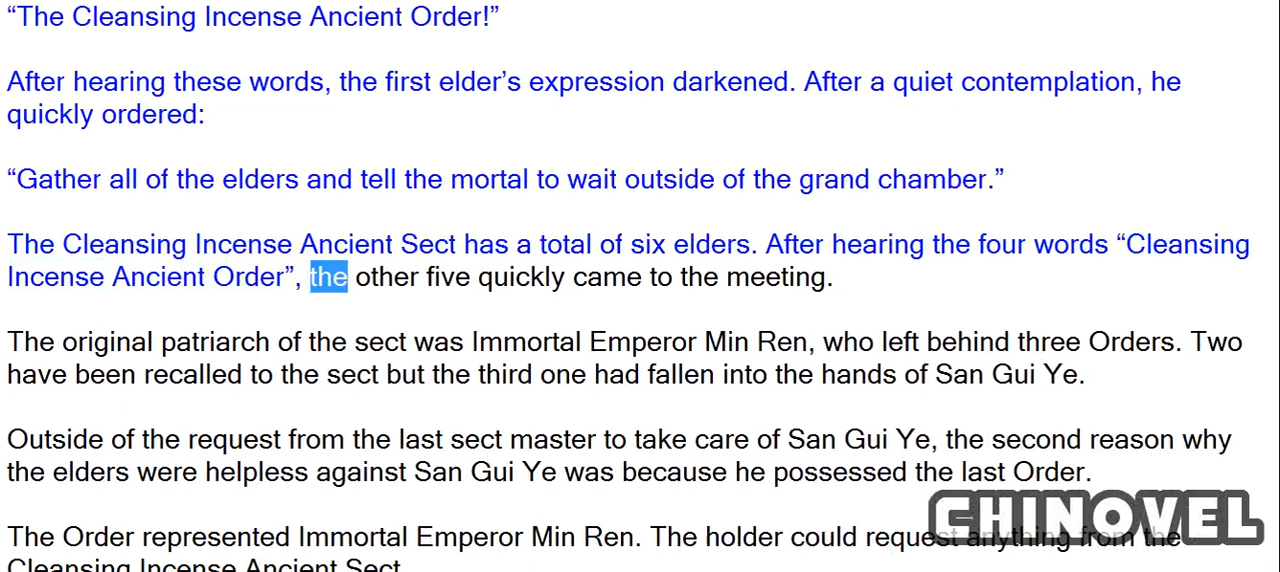 “The Cleansing Incense Ancient Order!”
After hearing these words, the first elder’s expression darkened. After a quiet contemplation, he
quickly ordered:
“Gather all of the elders and tell the mortal to wait outside of the grand chamber.”
The Cleansing Incense Ancient Sect has a total of six elders. After hearing the four words “Cleansing
Incense Ancient Order”, the other five quickly came to the meeting.
The original patriarch of the sect was Immortal Emperor Min Ren, who left behind three Orders. Two
have been recalled to the sect but the third one had fallen into the hands of San Gui Ye.
Outside of the request from the last sect master to take care of San Gui Ye, the second reason why
the elders were helpless against San Gui Ye was because he possessed the last Order.
The Order represented Immortal Emperor Min Ren. The holder could request anything from the
Cleansing Incense Ancient Sect.
CHINOVEL